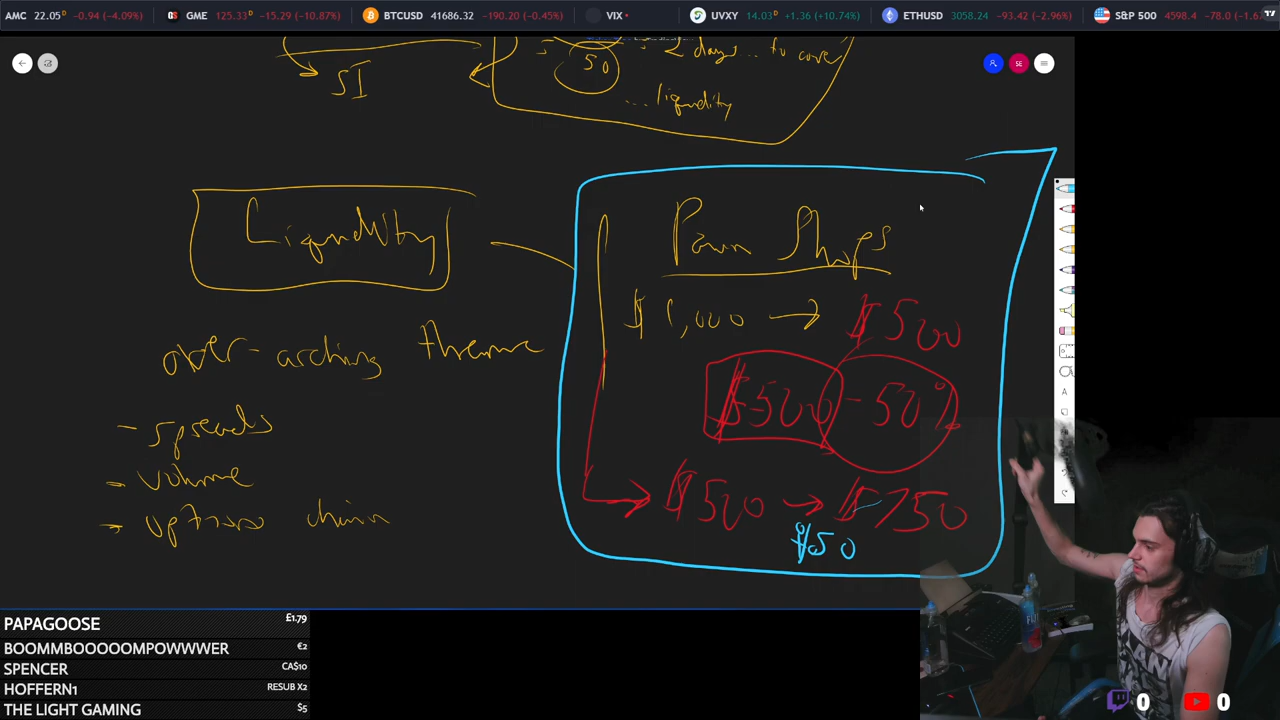 AMC 22.05 D -0.94 (-4.09%) GME 125.33 D -15.29 (-10.87%) BTCUSD 41686.32 -190.20 (-0.45%) VIX UVXY 14.03 D +1.36 (+10.74%) ETHUSD 3058.24 -93.42 (-2.96%) S&P 500 4598.4 -78.0
= 50 = 2 days... to cover
SI
...liquidity
SE
Liquidity
Pawn Shops
$1,000 → $500
over-arching theme
$500 - 50%
- spreads
- volume
- options chain
$500 → $750
$50
PAPAGOOSE £1.79
BOOMMBOOOOOMPOWWWER €2
SPENCER CA$10
HOFFERN1 RESUB X2
THE LIGHT GAMING $5
0 0